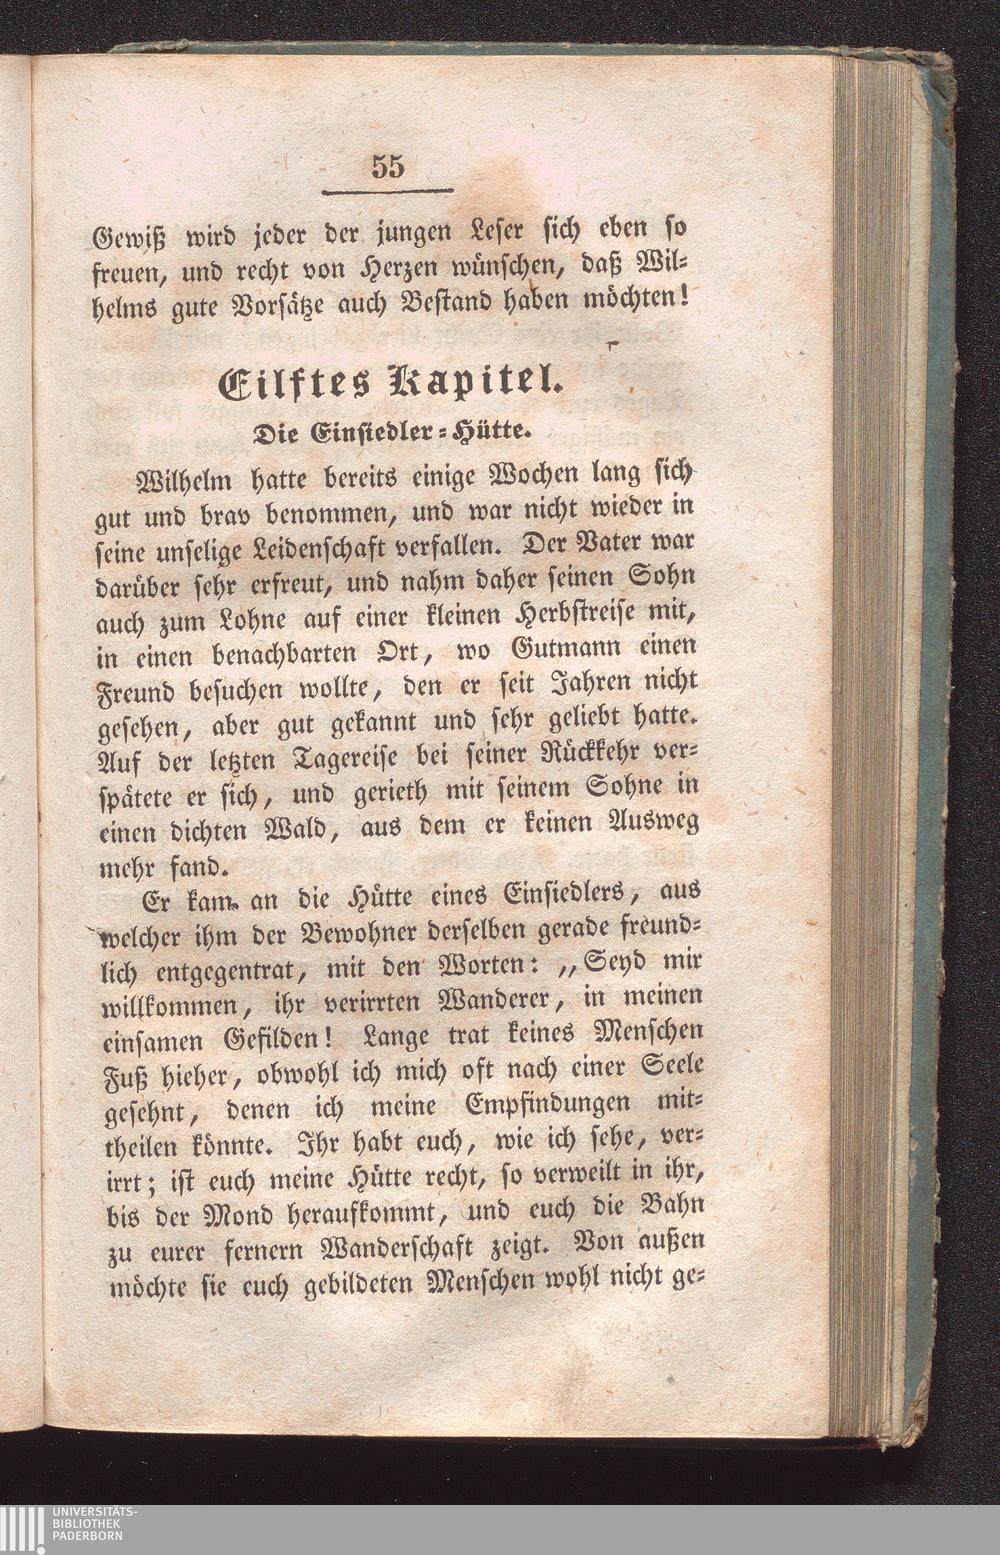 55
Gewiß wird jeder der jungen Leser sich eben so
freuen, und recht von Herzen wünschen, daß Wil=
helms gute Vorsätze auch Bestand haben möchten!
Eilftes Kapitel.
Die Einsiedler=Hütte.
Wilhelm hatte bereits einige Wochen lang sich
gut und brav benommen, und war nicht wieder in
seine unselige Leidenschaft verfallen. Der Vater war
darüber sehr erfreut, und nahm daher seinen Sohn
auch zum Lohne auf einer kleinen Herbstreise mit,
in einen benachbarten Ort, wo Gutmann einen
Freund besuchen wollte, den er seit Jahren nicht
gesehen, aber gut gekannt und sehr geliebt hatte.
Auf der letzten Tagereise bei seiner Rückkehr ver=
spätete er sich, und gerieth mit seinem Sohne in
einen dichten Wald, aus dem er keinen Ausweg
mehr fand.
Er kam an die Hütte eines Einsiedlers, aus
welcher ihm der Bewohner derselben gerade freund=
lich entgegentrat, mit den Worten: „Seyd mir
willkommen, ihr verirrten Wanderer, in meinen
einsamen Gefilden! Lange trat keines Menschen
Fuß hieher, obwohl ich mich oft nach einer Seele
gesehnt, denen ich meine Empfindungen mit=
theilen könnte. Ihr habt euch, wie ich sehe, ver=
irrt; ist euch meine Hütte recht, so verweilt in ihr,
bis der Mond heraufkommt, und euch die Bahn
zu eurer fernern Wanderschaft zeigt. Von außen
möchte sie euch gebildeten Menschen wohl nicht ge=
UNIVERSITÄTS-
BIBLIOTHEK
PADERBORN